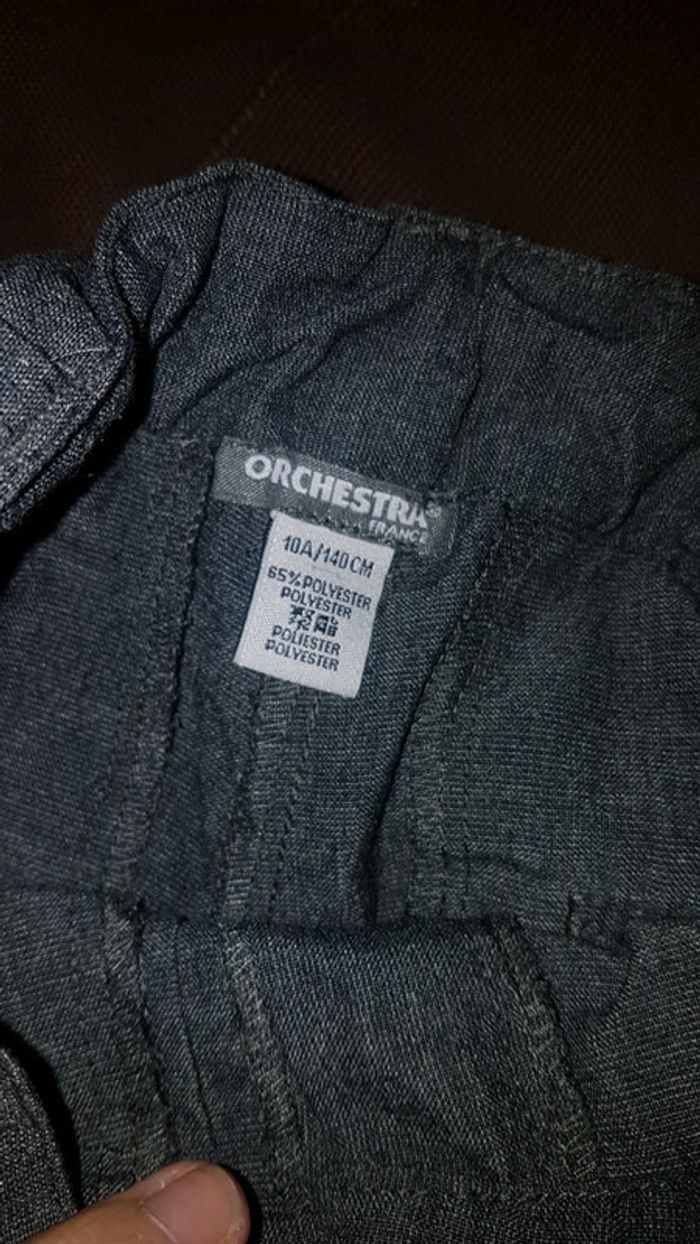 ORCHESTRA®
FRANCE
10A/140CM
65%POLYESTER
POLYESTER
POLIESTER
POLYESTER